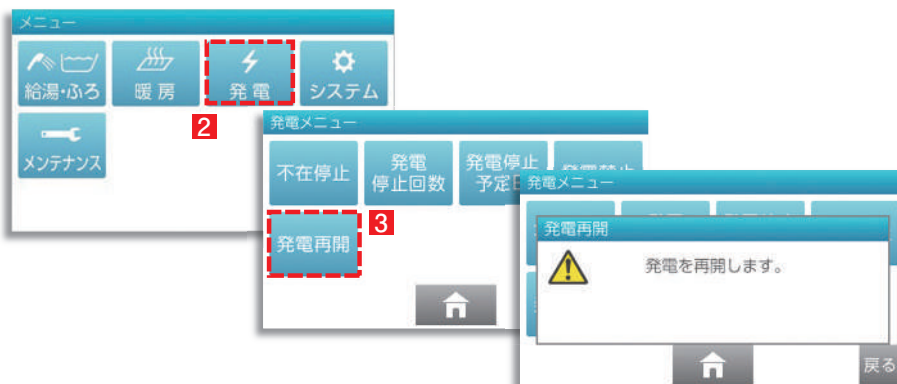 メニュー
給湯・ふろ
暖房
発電
システム
2
メンテナンス
発電メニュー
不在停止
発電
停止回数
発電停止
予定
3
発電再開
発電メニュー
発電再開
発電を再開します。
戻る